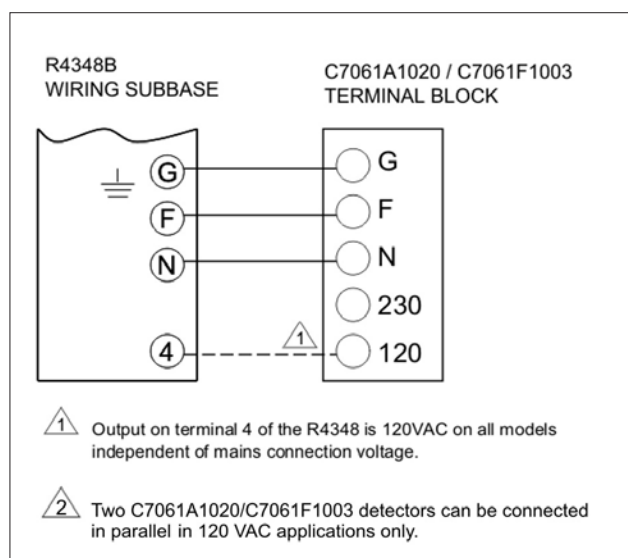 R4348B
WIRING SUBBASE
C7061A1020 / C7061F1003
TERMINAL BLOCK
G
G
F
F
N
N
230
4
1
120
1 Output on terminal 4 of the R4348 is 120VAC on all models
independent of mains connection voltage.
2 Two C7061A1020/C7061F1003 detectors can be connected
in parallel in 120 VAC applications only.